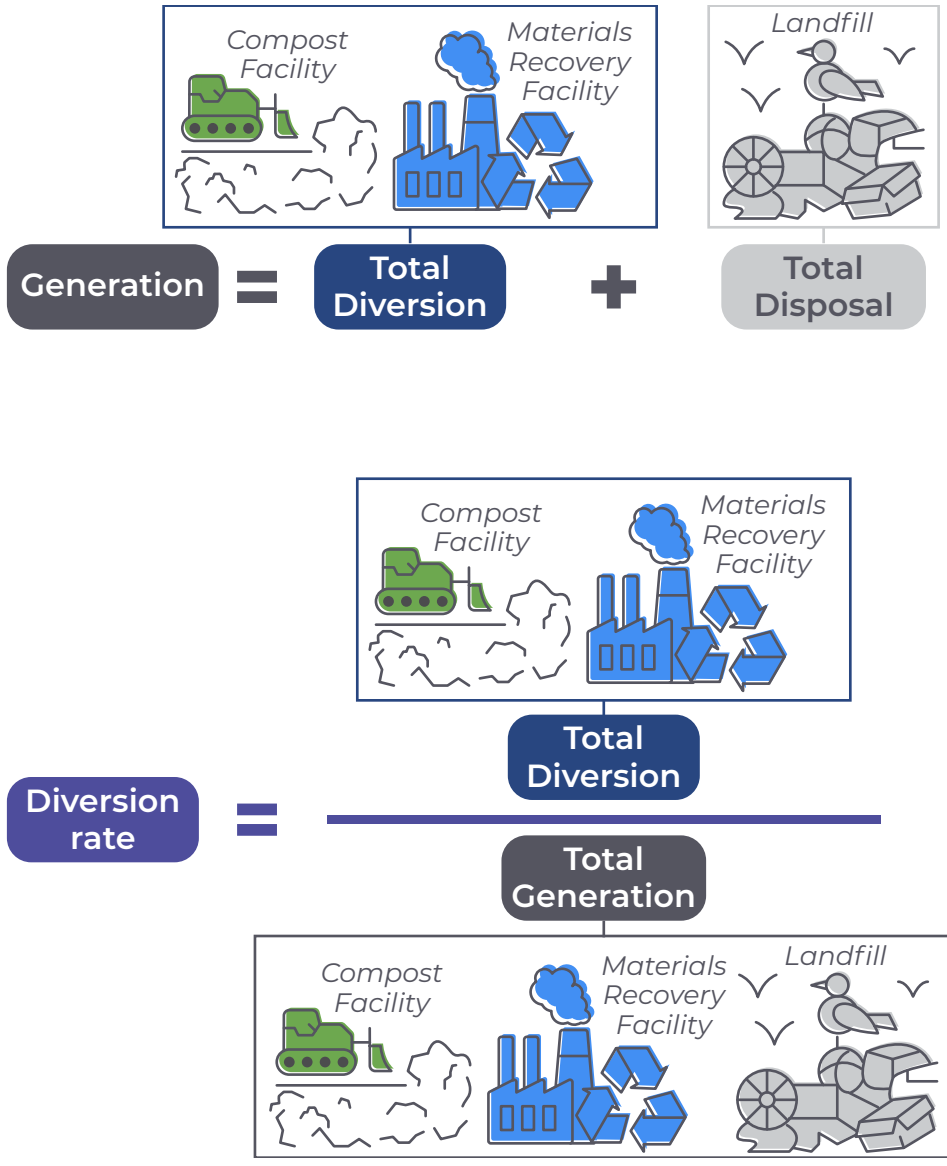 Compost
Facility
Materials
Recovery
Facility
Landfill
Generation
=
Total
Diversion
+
Total
Disposal
Compost
Facility
Materials
Recovery
Facility
Total
Diversion
Diversion
rate
=
Total
Generation
Compost
Facility
Materials
Recovery
Facility
Landfill